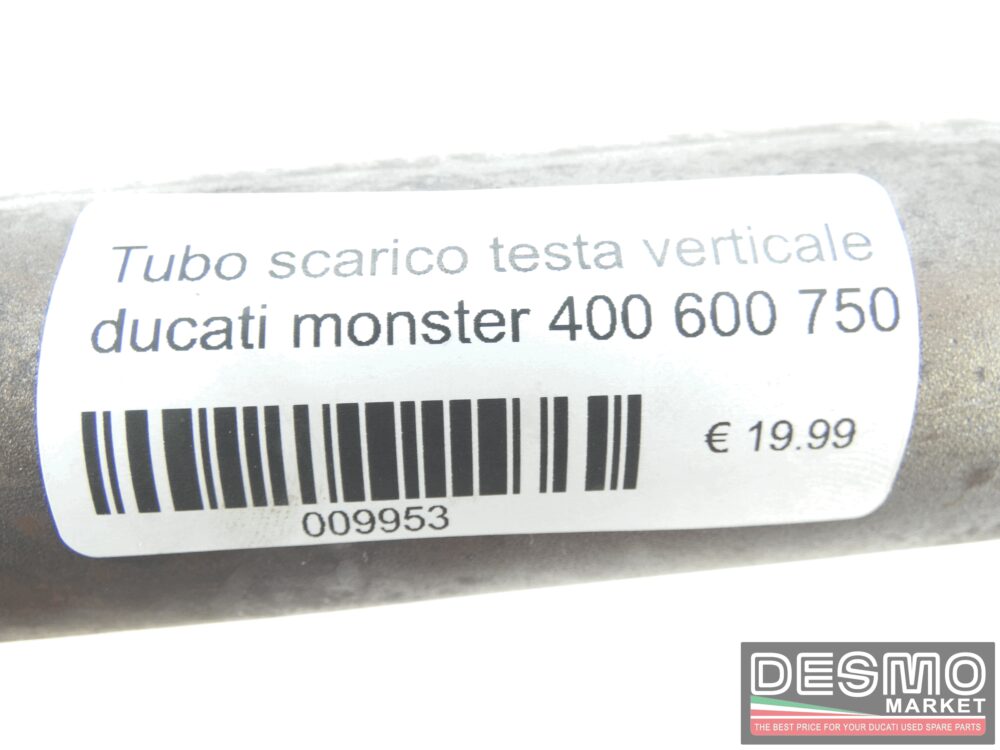 Tubo scarico testa verticale
ducati monster 400 600 750
€ 19.99
009953
DESMO
MARKET
THE BEST PRICE FOR YOUR DUCATI USED SPARE PARTS